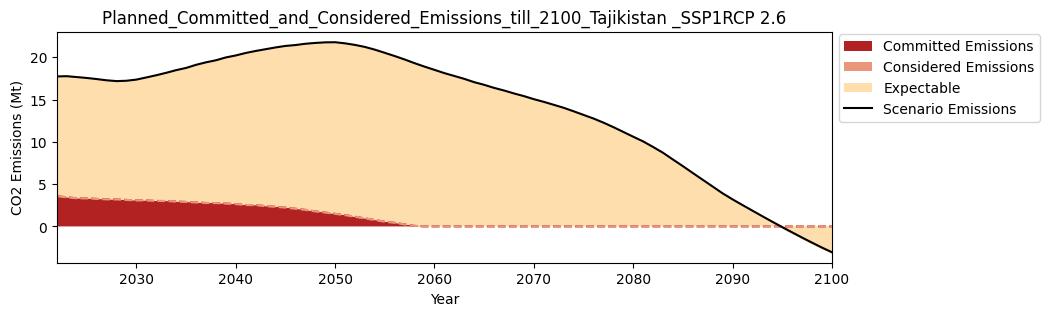 Planned_Committed_and_Considered_Emissions_till_2100_Tajikistan _SSP1RCP 2.6
CO2 Emissions (Mt)
20
15
10
5
0
2030 2040 2050 2060 2070 2080 2090 2100
Year
Committed Emissions
Considered Emissions
Expectable
Scenario Emissions